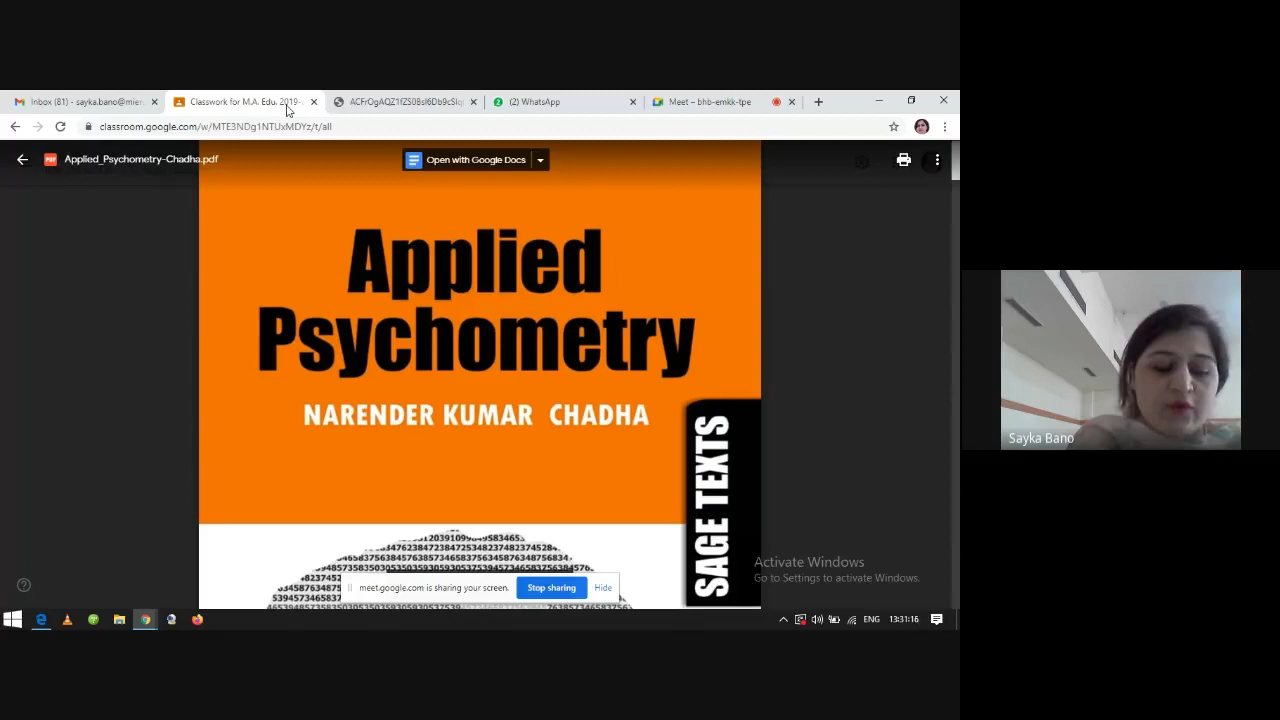 Inbox (81) - sayka.bano@mier
Classwork for M.A. Edu. 2019-
ACFrOgAQZ1fZS0BsI6Db9cSIq
(2) WhatsApp
Meet – bhb-emkk-tpe
classroom.google.com/w/MTE3NDg1NTUxMDYz/t/all
Applied_Psychometry-Chadha.pdf
Open with Google Docs
Applied
Psychometry
NARENDER KUMAR CHADHA
SAGE TEXTS
Sayka Bano
Activate Windows
Go to Settings to activate Windows.
meet.google.com is sharing your screen.
Stop sharing
Hide
ENG
13:31:16